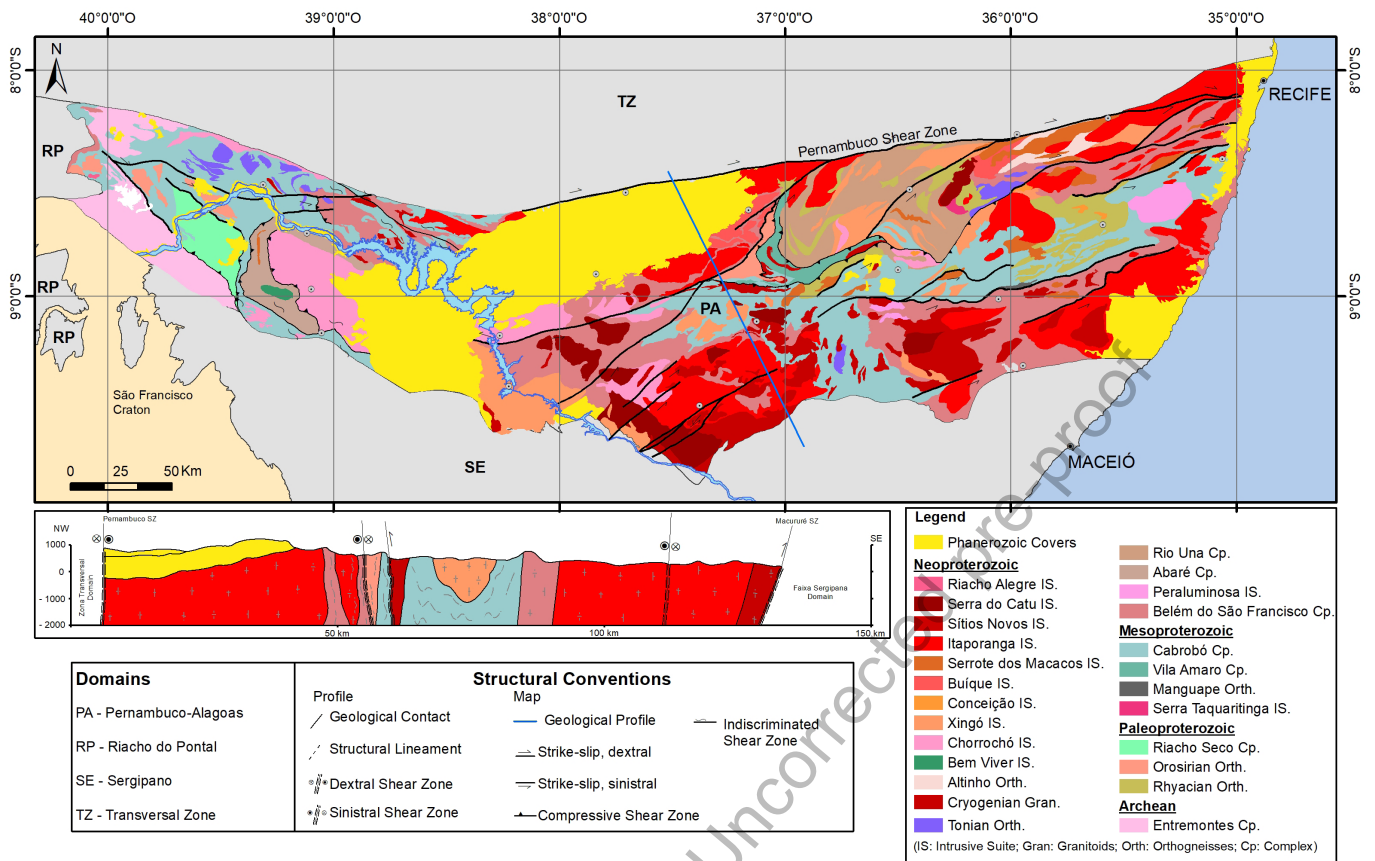 40°0'0"O 39°0'0"O 38°0'0"O 37°0'0"O 36°0'0"O 35°0'0"O
N
8°0'0"S
8°0'0"S
TZ
RECIFE
Pernambuco Shear Zone
RP
RP
9°0'0"S
9°0'0"S
PA
RP
São Francisco
Craton
0 25 50 Km
SE
MACEIÓ
Pernambuco SZ
Macururé SZ
NW
SE
1000
0
- 1000
- 2000
Zona Transversal
Domain
Faixa Sergipana
Domain
50 km
100 km
150 km
Domains
PA - Pernambuco-Alagoas
RP - Riacho do Pontal
SE - Sergipano
TZ - Transversal Zone
Structural Conventions
Profile
Geological Contact
Structural Lineament
Dextral Shear Zone
Sinistral Shear Zone
Map
Geological Profile
Strike-slip, dextral
Strike-slip, sinistral
Compressive Shear Zone
Indiscriminated
Shear Zone
Legend
Phanerozoic Covers
Neoproterozoic
Riacho Alegre IS.
Serra do Catu IS.
Sítios Novos IS.
Itaporanga IS.
Serrote dos Macacos IS.
Buíque IS.
Conceição IS.
Xingó IS.
Chorrochó IS.
Bem Viver IS.
Altinho Orth.
Cryogenian Gran.
Tonian Orth.
Rio Una Cp.
Abaré Cp.
Peraluminosa IS.
Belém do São Francisco Cp.
Mesoproterozoic
Cabrobó Cp.
Vila Amaro Cp.
Manguape Orth.
Serra Taquaritinga IS.
Paleoproterozoic
Riacho Seco Cp.
Orosirian Orth.
Rhyacian Orth.
Archean
Entremontes Cp.
(IS: Intrusive Suite; Gran: Granitoids; Orth: Orthogneisses; Cp: Complex)
Uncorrected pre-proof